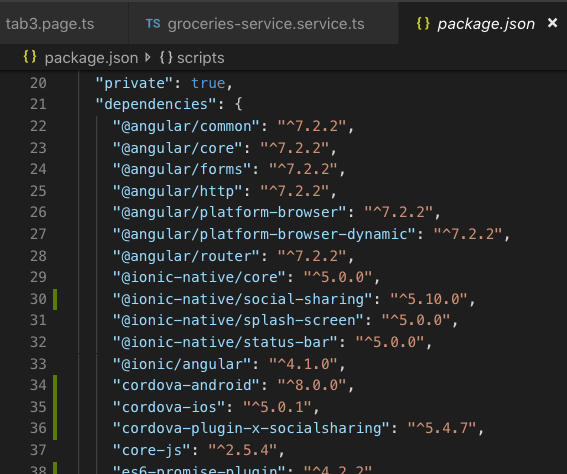 tab3.page.ts TS groceries-service.service.ts {} package.json ×
{} package.json > {} scripts
20 "private": true,
21 "dependencies": {
22 "@angular/common": "^7.2.2",
23 "@angular/core": "^7.2.2",
24 "@angular/forms": "^7.2.2",
25 "@angular/http": "^7.2.2",
26 "@angular/platform-browser": "^7.2.2",
27 "@angular/platform-browser-dynamic": "^7.2.2",
28 "@angular/router": "^7.2.2",
29 "@ionic-native/core": "^5.0.0",
30 "@ionic-native/social-sharing": "^5.10.0",
31 "@ionic-native/splash-screen": "^5.0.0",
32 "@ionic-native/status-bar": "^5.0.0",
33 "@ionic/angular": "^4.1.0",
34 "cordova-android": "^8.0.0",
35 "cordova-ios": "^5.0.1",
36 "cordova-plugin-x-socialsharing": "^5.4.7",
37 "core-js": "^2.5.4",
38 "es6-promise-plugin": "^4.2.2",